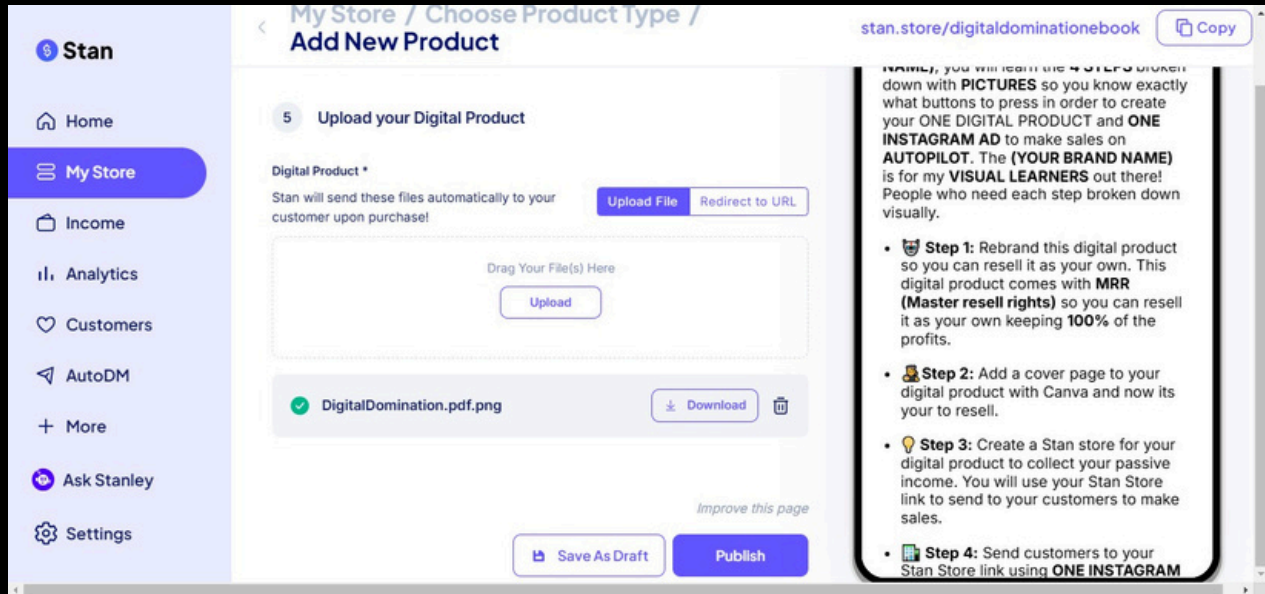 Stan
Home
My Store
Income
Analytics
Customers
AutoDM
More
Ask Stanley
Settings
My Store / Choose Product Type /
Add New Product
stan.store/digitaldominationebook
Copy
5 Upload your Digital Product
Digital Product *
Stan will send these files automatically to your
customer upon purchase!
Upload File
Redirect to URL
Drag Your File(s) Here
Upload
DigitalDomination.pdf.png
Download
Improve this page
Save As Draft
Publish
NAME), you will learn the 4 STEPS broken
down with PICTURES so you know exactly
what buttons to press in order to create
your ONE DIGITAL PRODUCT and ONE
INSTAGRAM AD to make sales on
AUTOPILOT. The (YOUR BRAND NAME)
is for my VISUAL LEARNERS out there!
People who need each step broken down
visually.
• Step 1: Rebrand this digital product
so you can resell it as your own. This
digital product comes with MRR
(Master resell rights) so you can resell
it as your own keeping 100% of the
profits.
• Step 2: Add a cover page to your
digital product with Canva and now its
your to resell.
• Step 3: Create a Stan store for your
digital product to collect your passive
income. You will use your Stan Store
link to send to your customers to make
sales.
• Step 4: Send customers to your
Stan Store link using ONE INSTAGRAM